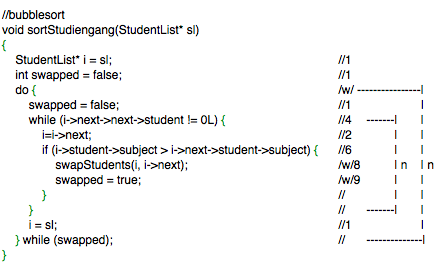 //bubblesort
void sortStudiengang(StudentList* sl)
{
StudentList* i = sl; //1
int swapped = false; //1
do { /w/ ----------------l
swapped = false; //1 l
while (i->next->next->student != 0L) { //4 -------l l
i=i->next; //2 l l
if (i->student->subject > i->next->student->subject) { //6 l l
swapStudents(i, i->next); /w/8 l n l n
swapped = true; /w/9 l l
} // l l
} // -------l l
i = sl; //1 l
} while (swapped); // --------------l
}